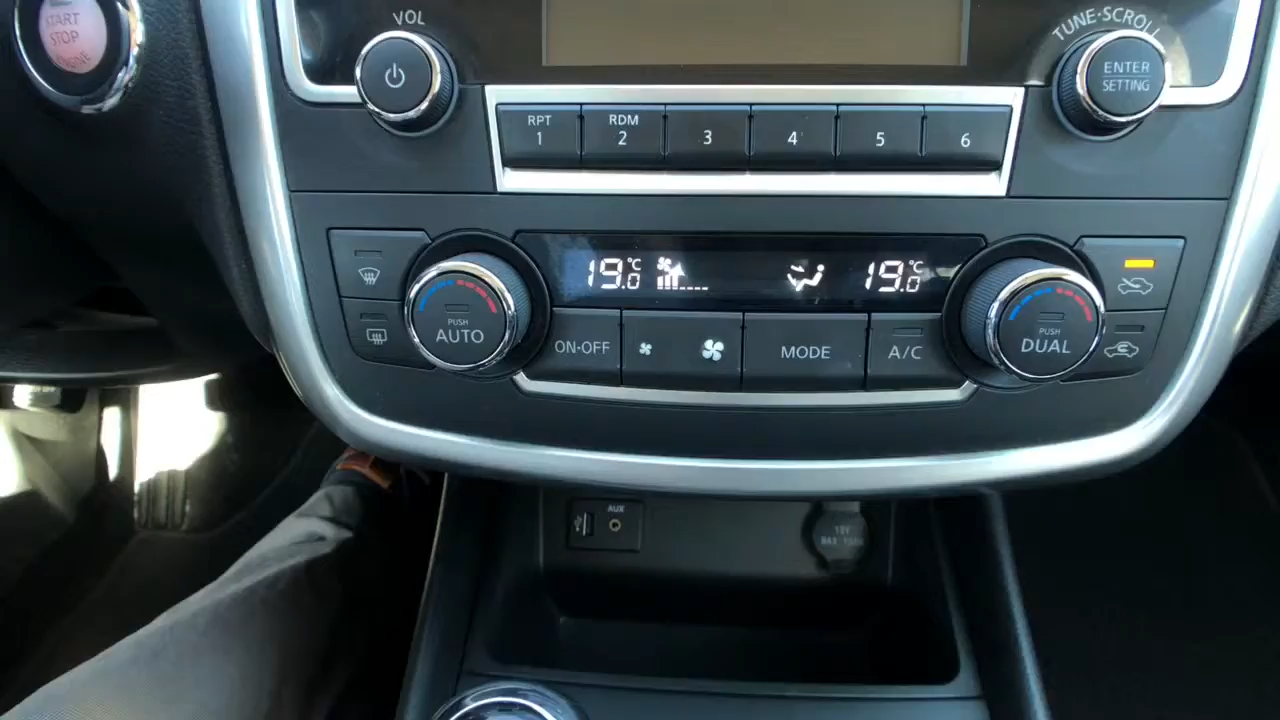 START
STOP
VOL
TUNE·SCROLL
ENTER
SETTING
RPT
1
RDM
2
3
4
5
6
19.0°C
19.0°C
PUSH
AUTO
ON·OFF
MODE
A/C
PUSH
DUAL
AUX
12V